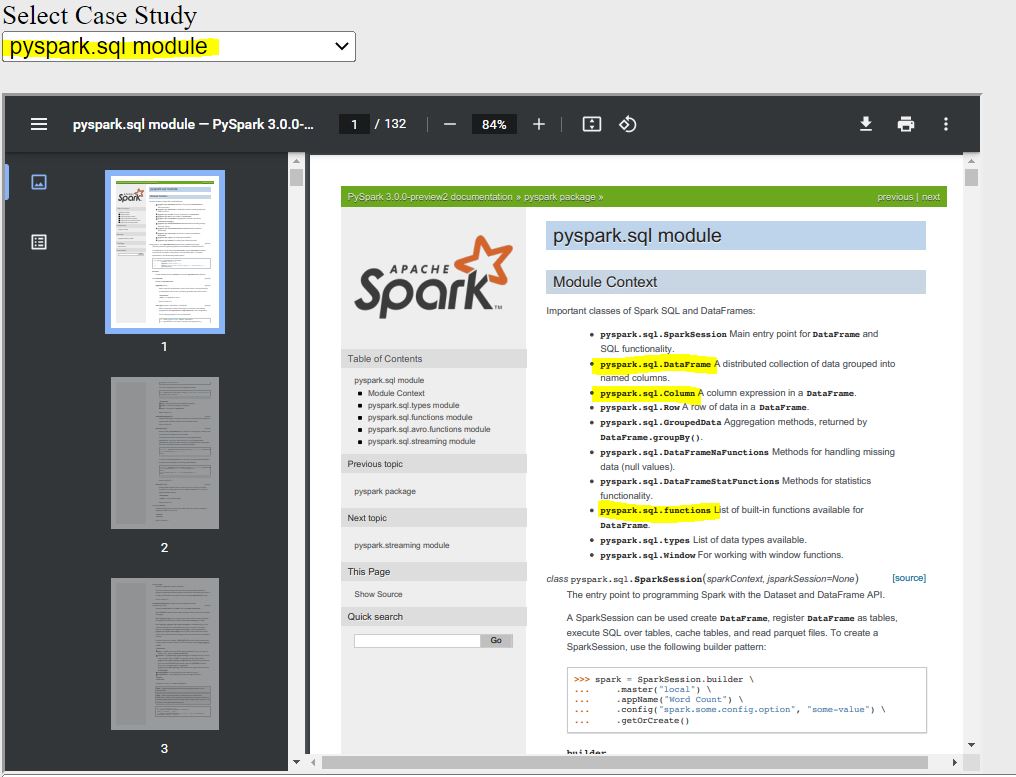 Select Case Study
pyspark.sql module
pyspark.sql module — PySpark 3.0.0-...
1 / 132
84%
1
2
3
PySpark 3.0.0-preview2 documentation » pyspark package »
previous | next
APACHE
Spark™
Table of Contents
pyspark.sql module
Module Context
pyspark.sql.types module
pyspark.sql.functions module
pyspark.sql.avro.functions module
pyspark.sql.streaming module
Previous topic
pyspark package
Next topic
pyspark.streaming module
This Page
Show Source
Quick search
Go
pyspark.sql module
Module Context
Important classes of Spark SQL and DataFrames:
pyspark.sql.SparkSession Main entry point for DataFrame and
SQL functionality.
pyspark.sql.DataFrame A distributed collection of data grouped into
named columns.
pyspark.sql.Column A column expression in a DataFrame.
pyspark.sql.Row A row of data in a DataFrame.
pyspark.sql.GroupedData Aggregation methods, returned by
DataFrame.groupBy().
pyspark.sql.DataFrameNaFunctions Methods for handling missing
data (null values).
pyspark.sql.DataFrameStatFunctions Methods for statistics
functionality.
pyspark.sql.functions List of built-in functions available for
DataFrame.
pyspark.sql.types List of data types available.
pyspark.sql.Window For working with window functions.
class pyspark.sql.SparkSession(sparkContext, jsparkSession=None) [source]
The entry point to programming Spark with the Dataset and DataFrame API.
A SparkSession can be used create DataFrame, register DataFrame as tables,
execute SQL over tables, cache tables, and read parquet files. To create a
SparkSession, use the following builder pattern:
>>> spark = SparkSession.builder \
... .master("local") \
... .appName("Word Count") \
... .config("spark.some.config.option", "some-value") \
... .getOrCreate()
builder